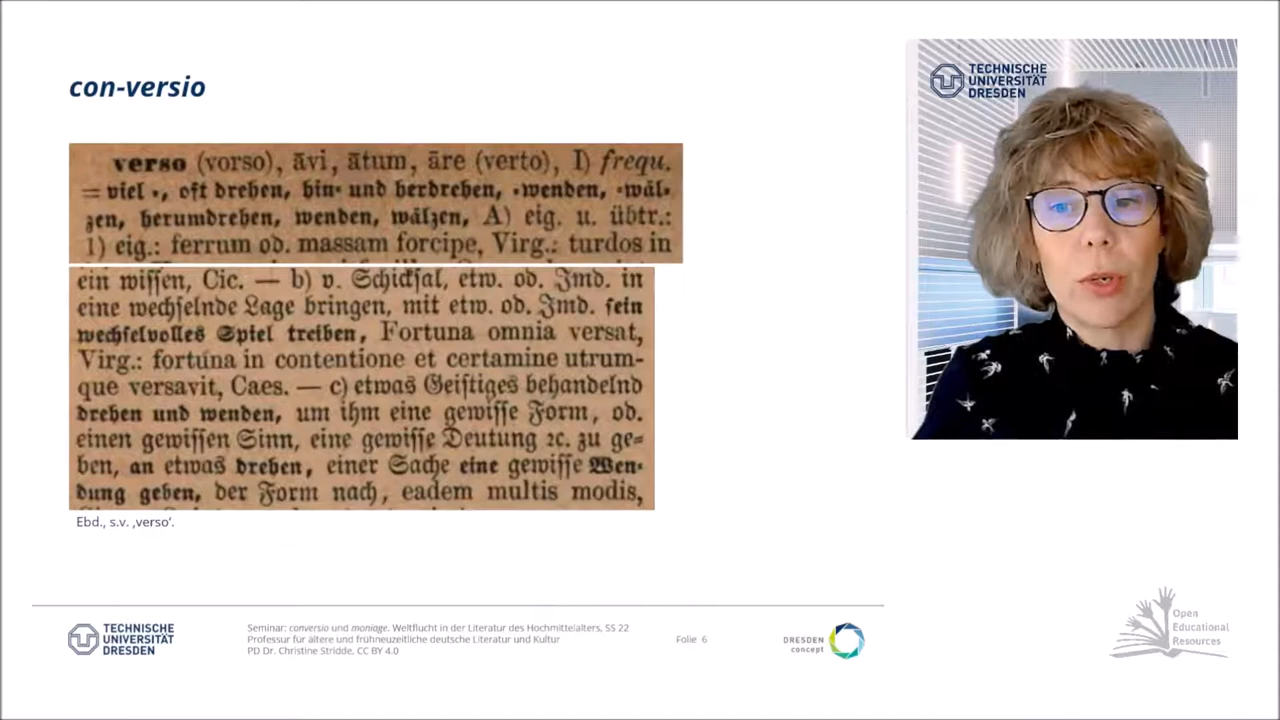 con-versio
verso (vorso), āvi, ātum, āre (verto), I) frequ.
= viel -, oft drehen, hin- und herdrehen, -wenden, -wäl-
zen, herumdrehen, wenden, wälzen, A) eig. u. übtr.:
1) eig.: ferrum od. massam forcipe, Virg.: turdos in
ein wissen, Cic. — b) v. Schicksal, etw. od. Jmd. in
eine wechselnde Lage bringen, mit etw. od. Jmd. sein
wechselvolles Spiel treiben, Fortuna omnia versat,
Virg.: fortuna in contentione et certamine utrum-
que versavit, Caes. — c) etwas Geistiges behandelnd
drehen und wenden, um ihm eine gewisse Form, od.
einen gewissen Sinn, eine gewisse Deutung ꝛc. zu ge-
ben, an etwas drehen, einer Sache eine gewisse Wen-
dung geben, der Form nach, eadem multis modis,
Ebd., s.v. ‚verso‘.
TECHNISCHE
UNIVERSITÄT
DRESDEN
TECHNISCHE
UNIVERSITÄT
DRESDEN
Seminar: conversio und moniage. Weltflucht in der Literatur des Hochmittelalters, SS 22
Professur für ältere und frühneuzeitliche deutsche Literatur und Kultur
PD Dr. Christine Stridde, CC BY 4.0
Folie 6
DRESDEN
concept
Open
Educational
Resources